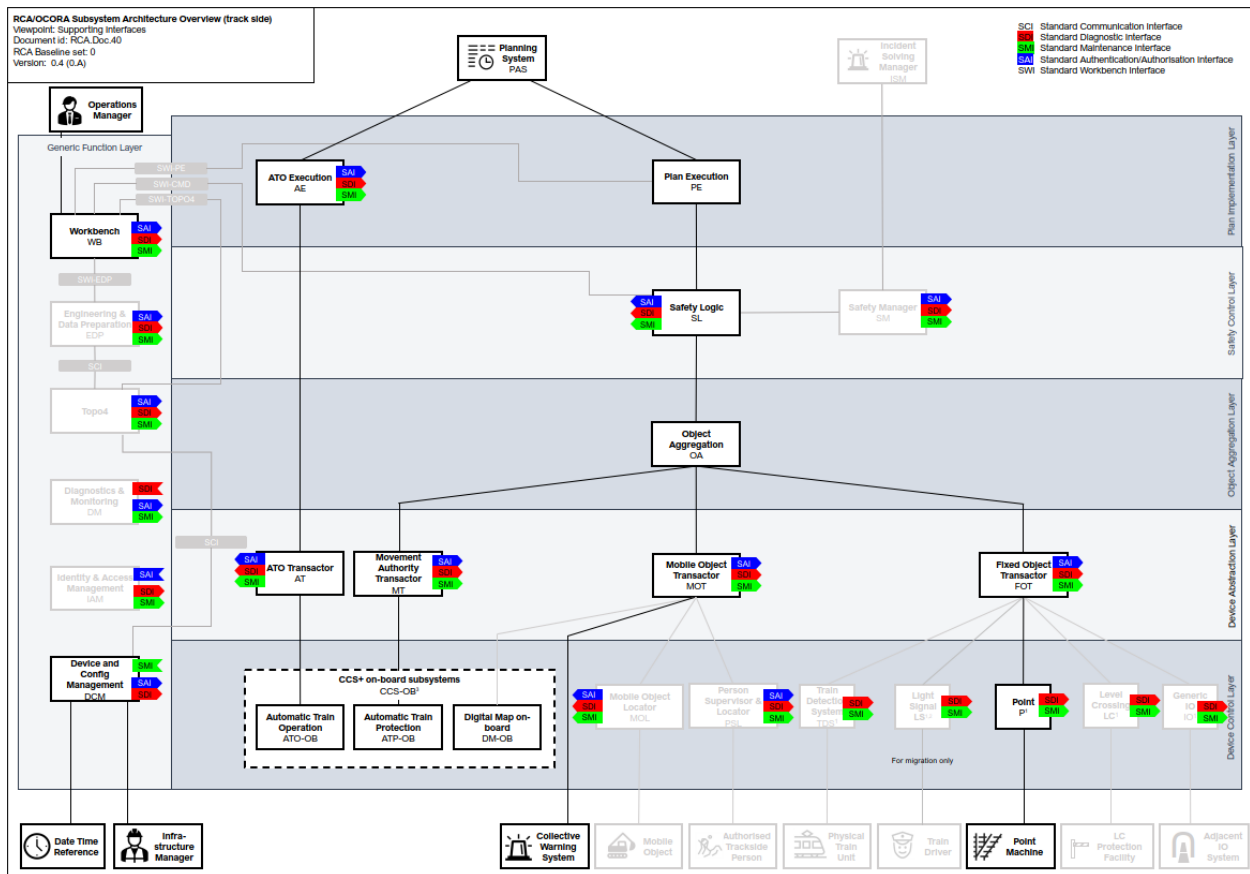 RCA/OCORA Subsystem Architecture Overview (track side)
Viewpoint: Supporting Interfaces
Document id: RCA.Doc.40
RCA Baseline set: 0
Version: 0.4 (0.A)
SCI Standard Communication Interface
SDI Standard Diagnostic Interface
SMI Standard Maintenance Interface
SAI Standard Authentication/Authorisation Interface
SWI Standard Workbench Interface
Planning
System
PAS
Incident
Solving
Manager
ISM
Operations
Manager
Generic Function Layer
SWI-PE
SWI-CMD
SWI-TOPO4
ATO Execution
AE
SAI
SDI
SMI
Plan Execution
PE
Plan Implementation Layer
Workbench
WB
SAI
SDI
SMI
SWI-EDP
Engineering &
Data Preparation
EDP
SAI
SDI
SMI
SAI
SDI
SMI
Safety Logic
SL
Safety Manager
SM
SAI
SDI
SMI
Safety Control Layer
SCI
Topo4
SAI
SDI
SMI
Object
Aggregation
OA
Object Aggregation Layer
Diagnostics &
Monitoring
DM
SDI
SAI
SMI
SCI
Identity & Access
Management
IAM
SAI
SDI
SMI
SAI
SDI
SMI
ATO Transactor
AT
Movement
Authority
Transactor
MT
SAI
SDI
SMI
Mobile Object
Transactor
MOT
SAI
SDI
SMI
Fixed Object
Transactor
FOT
SAI
SDI
SMI
Device Abstraction Layer
Device and
Config
Management
DCM
SMI
SAI
SDI
CCS+ on-board subsystems
CCS-OB³
Automatic Train
Operation
ATO-OB
Automatic Train
Protection
ATP-OB
Digital Map on-
board
DM-OB
SAI
SDI
SMI
Mobile Object
Locator
MOL
Person
Supervisor &
Locator
PSL
SAI
SDI
SMI
Train
Detection
System
TDS¹
SDI
SMI
Light
Signal
SDI
SMI
Point
P¹
SDI
SMI
Level
Crossing
LC¹
SDI
SMI
Generic
IO
SDI
SMI
Device Control Layer
For migration only
Date Time
Reference
Infra-
structure
Manager
Collective
Warning
System
Mobile
Object
Authorised
Trackside
Person
Physical
Train
Unit
Train
Driver
Point
Machine
LC
Protection
Facility
Adjacent
IO
System